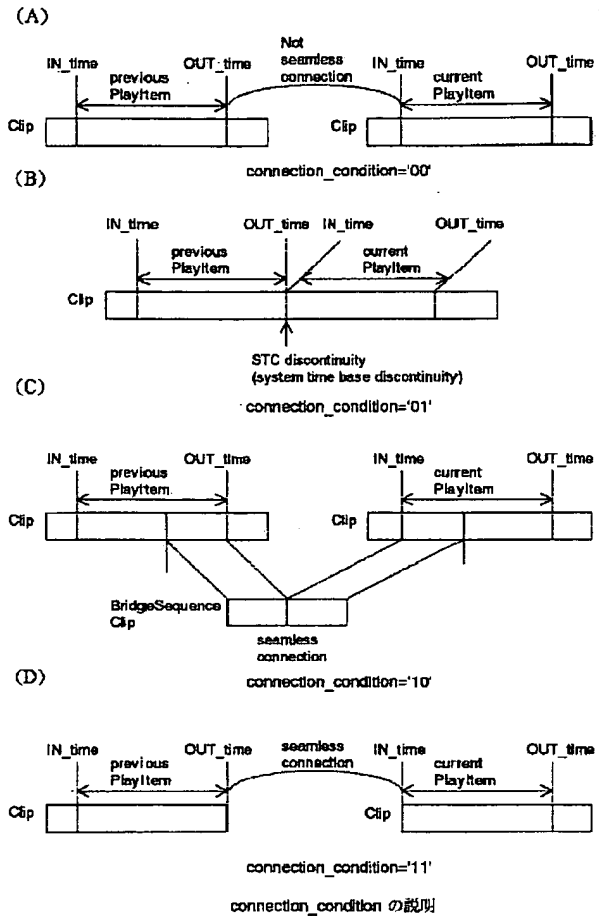 (A)
Not
seamless
connection
IN_time OUT_time IN_time OUT_time
previous
PlayItem
current
PlayItem
Clip Clip
connection_condition='00'
(B)
IN_time OUT_time IN_time OUT_time
previous
PlayItem
current
PlayItem
Clip
STC discontinuity
(system time base discontinuity)
connection_condition='01'
(C)
IN_time OUT_time IN_time OUT_time
previous
PlayItem
current
PlayItem
Clip Clip
BridgeSequence
Clip
seamless
connection
connection_condition='10'
(D)
seamless
connection
IN_time OUT_time IN_time OUT_time
previous
PlayItem
current
PlayItem
Clip Clip
connection_condition='11'
connection_condition の説明